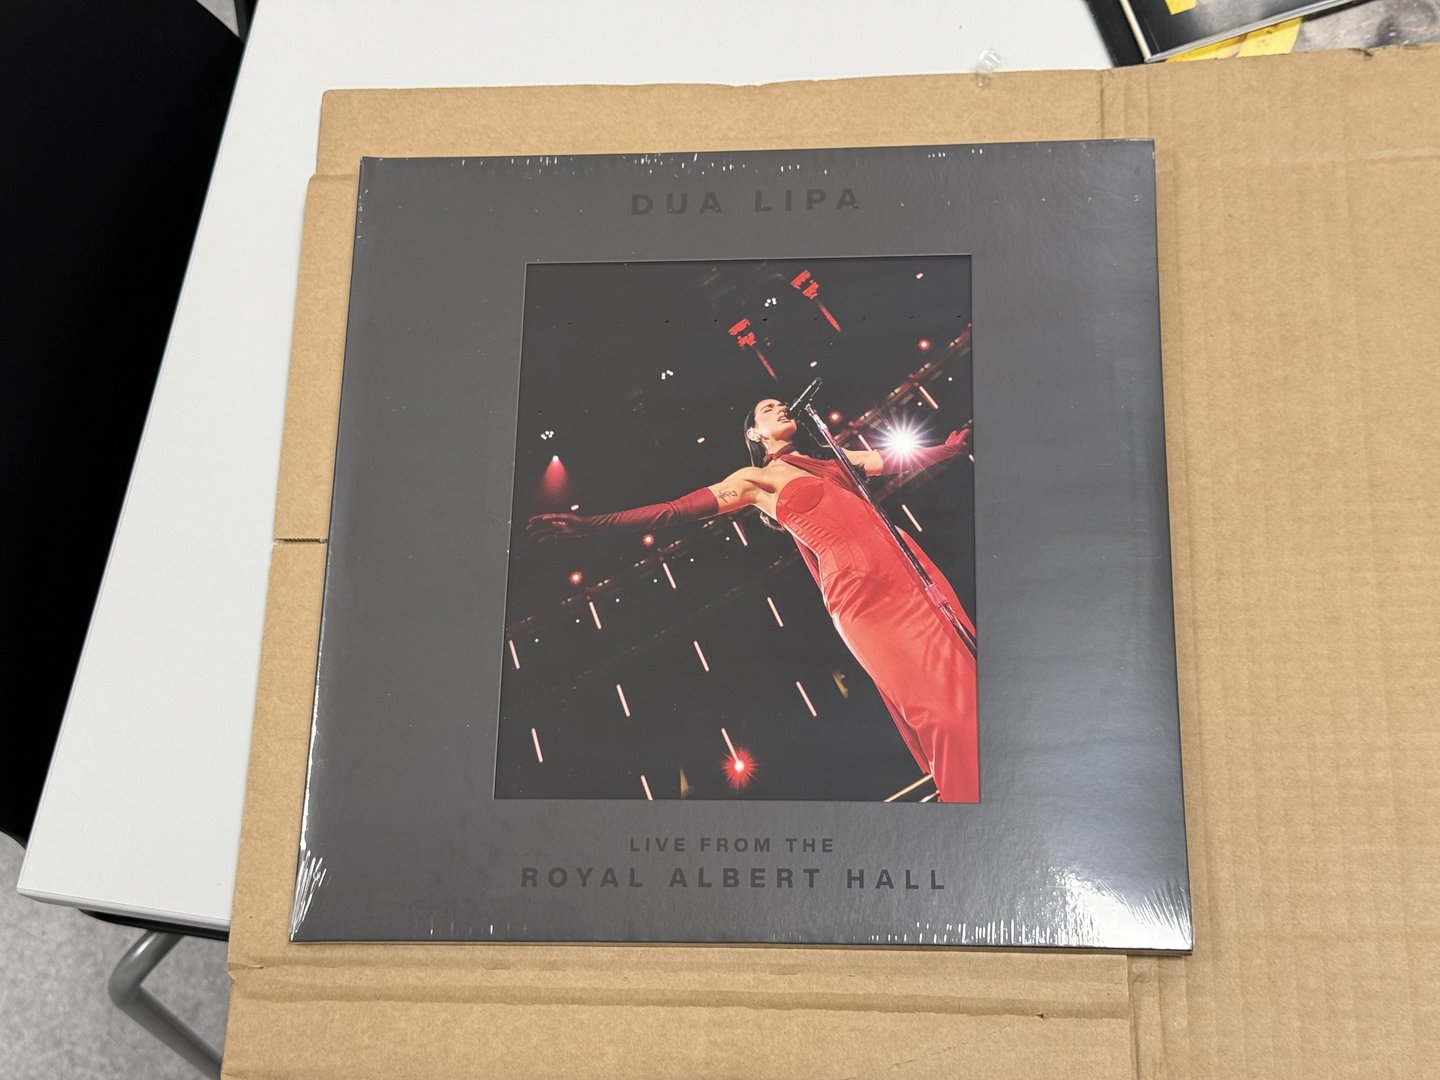 DUA LIPA
LIVE FROM THE
ROYAL ALBERT HALL